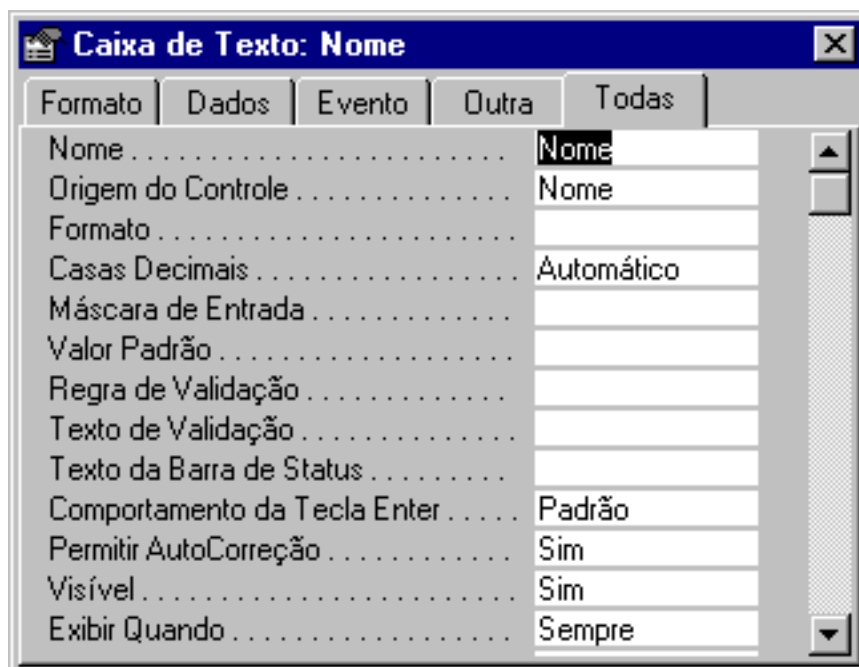 Caixa de Texto: Nome
Formato Dados Evento Outra Todas
Nome . . . . . . . . . . . . . . . . . . . . . . . . Nome
Origem do Controle . . . . . . . . . . . . . . . Nome
Formato . . . . . . . . . . . . . . . . . . . . . . .
Casas Decimais . . . . . . . . . . . . . . . . . Automático
Máscara de Entrada . . . . . . . . . . . . .
Valor Padrão . . . . . . . . . . . . . . . . . . .
Regra de Validação . . . . . . . . . . . . .
Texto de Validação . . . . . . . . . . . . . .
Texto da Barra de Status . . . . . . . . .
Comportamento da Tecla Enter . . . . . Padrão
Permitir AutoCorreção . . . . . . . . . . . . Sim
Visível . . . . . . . . . . . . . . . . . . . . . . . . Sim
Exibir Quando . . . . . . . . . . . . . . . . . . Sempre